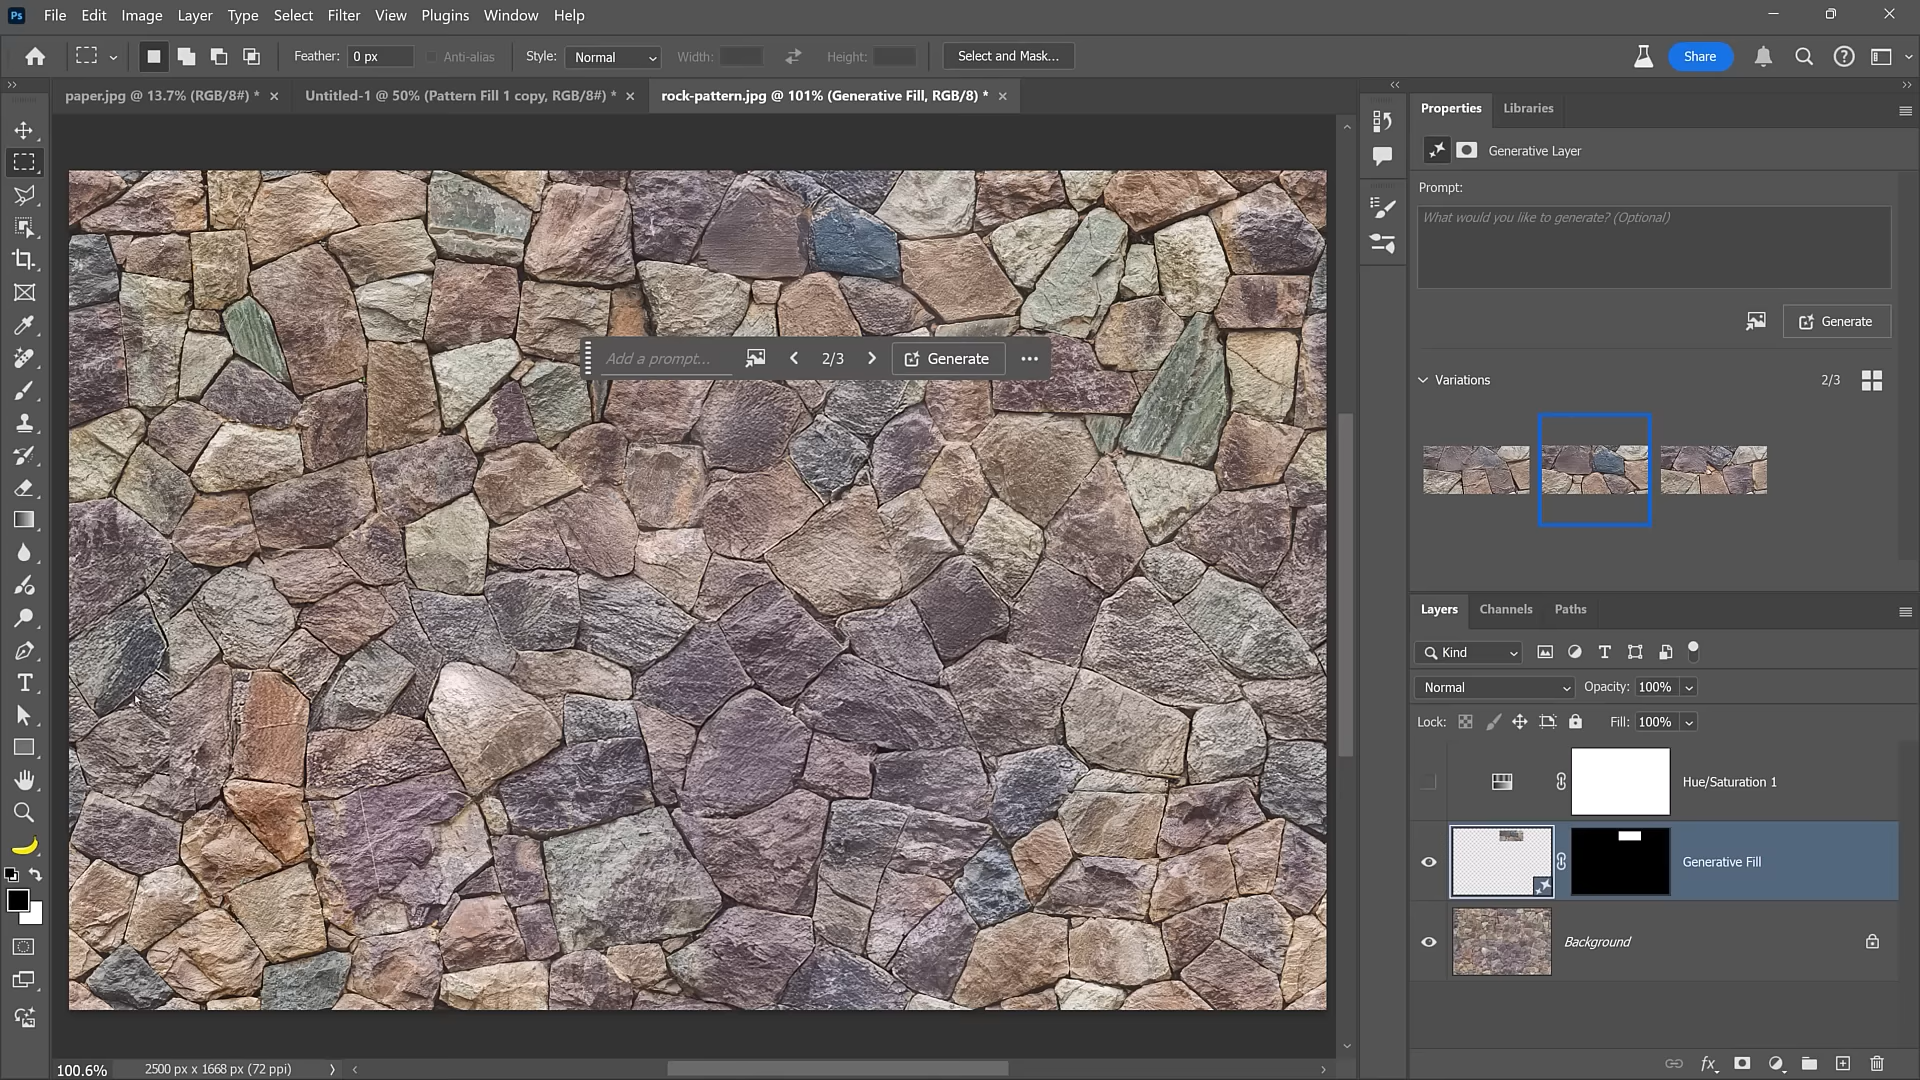 Ps File Edit Image Layer Type Select Filter View Plugins Window Help
Feather: 0 px Anti-alias Style: Normal Width: Height: Select and Mask... Share
paper.jpg @ 13.7% (RGB/8#) * Untitled-1 @ 50% (Pattern Fill 1 copy, RGB/8#) * rock-pattern.jpg @ 101% (Generative Fill, RGB/8) *
Properties Libraries
Generative Layer
Prompt:
What would you like to generate? (Optional)
Generate
Add a prompt... 2/3 Generate
Variations 2/3
Layers Channels Paths
Kind
Normal Opacity: 100%
Lock: Fill: 100%
Hue/Saturation 1
Generative Fill
Background
100.6% 2500 px x 1668 px (72 ppi)
fx